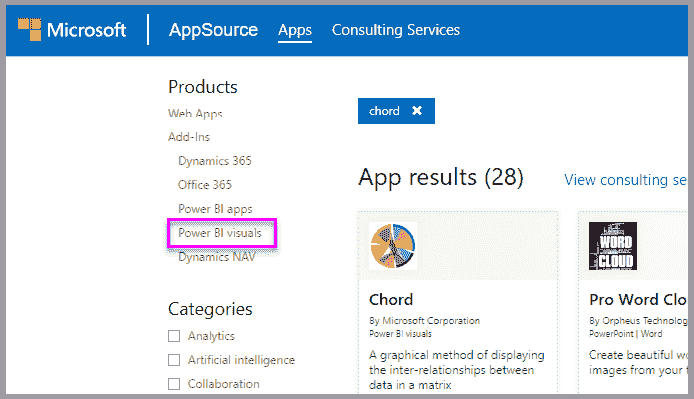 Microsoft AppSource Apps Consulting Services
Products
Web Apps
Add-Ins
Dynamics 365
Office 365
Power BI apps
Power BI visuals
Dynamics NAV
Categories
Analytics
Artificial intelligence
Collaboration
chord ✖
App results (28)
View consulting se
Chord
By Microsoft Corporation
Power BI visuals
A graphical method of displaying
the inter-relationships between
data in a matrix
WORD
CLOUD
Pro Word Clo
By Orpheus Technolog
PowerPoint | Word
Create beautiful wo
images from your t